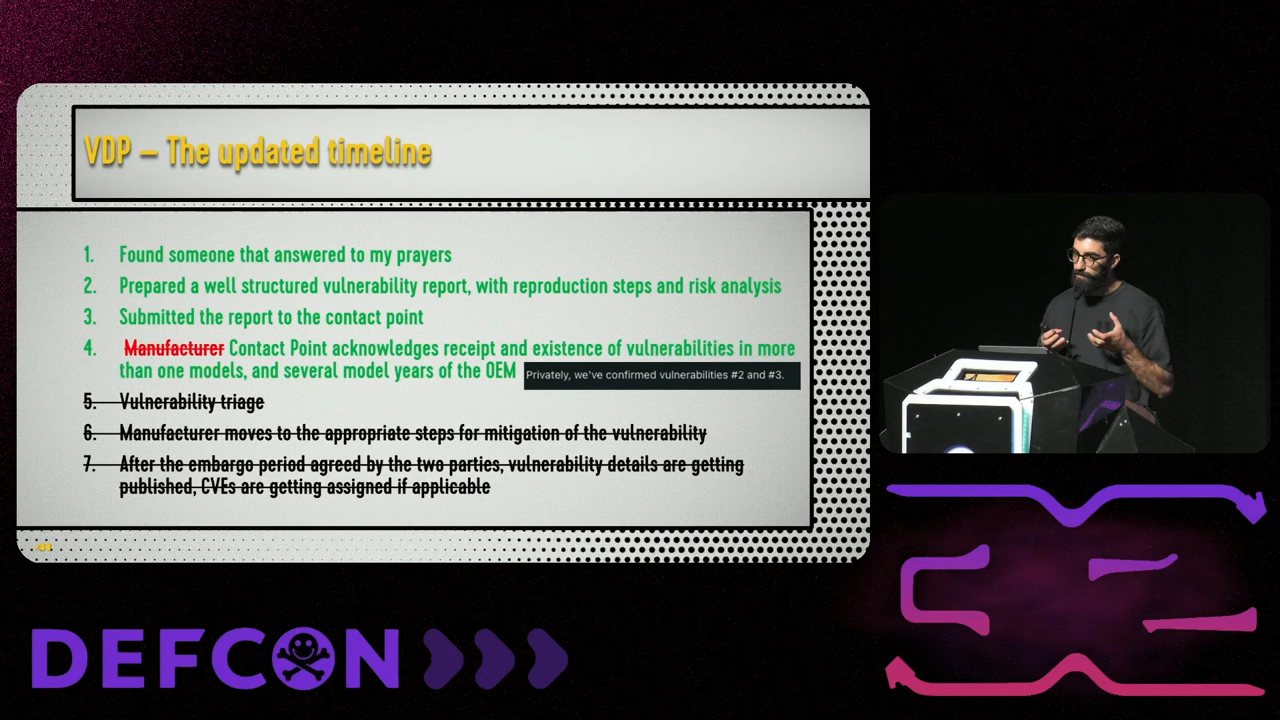 VDP – The updated timeline
1. Found someone that answered to my prayers
2. Prepared a well structured vulnerability report, with reproduction steps and risk analysis
3. Submitted the report to the contact point
4. Manufacturer Contact Point acknowledges receipt and existence of vulnerabilities in more
than one models, and several model years of the OEM
Privately, we've confirmed vulnerabilities #2 and #3.
5. Vulnerability triage
6. Manufacturer moves to the appropriate steps for mitigation of the vulnerability
7. After the embargo period agreed by the two parties, vulnerability details are getting
published, CVEs are getting assigned if applicable
DEFCON